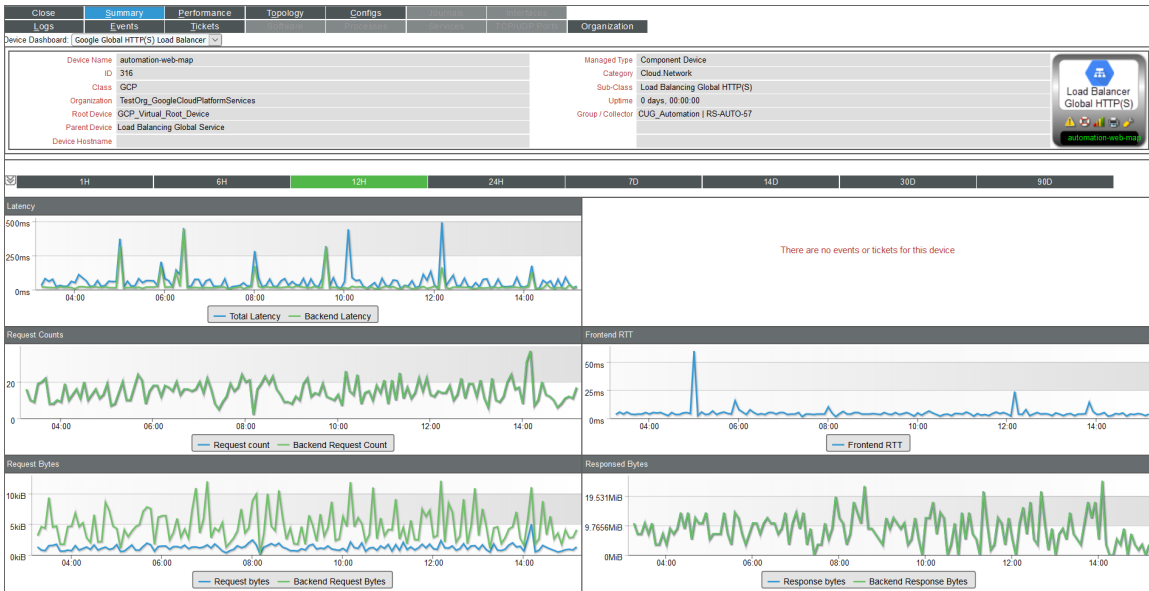 Close Summary Performance Topology Configs Journals Interfaces
Logs Events Tickets Software Processes Services TCP/UDP Ports Organization
Device Dashboard: Google Global HTTP(S) Load Balancer
Device Name automation-web-map Managed Type Component Device
ID 316 Category Cloud.Network
Class GCP Sub-Class Load Balancing Global HTTP(S)
Organization TestOrg_GoogleCloudPlatformServices Uptime 0 days, 00:00:00
Root Device GCP_Virtual_Root_Device Group / Collector CUG_Automation | RS-AUTO-57
Parent Device Load Balancing Global Service
Device Hostname
Load Balancer
Global HTTP(S)
automation-web-map
1H 6H 12H 24H 7D 14D 30D 90D
Latency
500ms
250ms
0ms
04:00 06:00 08:00 10:00 12:00 14:00
Total Latency Backend Latency
There are no events or tickets for this device
Request Counts
20
0
04:00 06:00 08:00 10:00 12:00 14:00
Request count Backend Request Count
Frontend RTT
50ms
25ms
0ms
04:00 06:00 08:00 10:00 12:00 14:00
Frontend RTT
Request Bytes
10kiB
5kiB
0kiB
04:00 06:00 08:00 10:00 12:00 14:00
Request bytes Backend Request Bytes
Responsed Bytes
19.531MiB
9.7656MiB
0MiB
04:00 06:00 08:00 10:00 12:00 14:00
Response bytes Backend Response Bytes